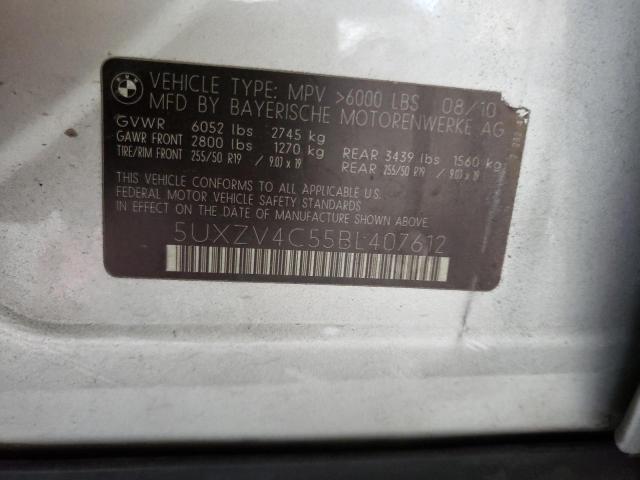 BMW
VEHICLE TYPE: MPV >6000 LBS 08/10
MFD BY BAYERISCHE MOTORENWERKE AG
GVWR 6052 lbs 2745 kg
GAWR FRONT 2800 lbs 1270 kg REAR 3439 lbs 1560 kg
TIRE/RIM FRONT 255/50 R19 / 9.0J x 19 REAR 255/50 R19 / 9.0J x 19
THIS VEHICLE CONFORMS TO ALL APPLICABLE U.S.
FEDERAL MOTOR VEHICLE SAFETY STANDARDS
IN EFFECT ON THE DATE OF MANUFACTURE SHOWN ABOVE.
5UXZV4C55BL407612